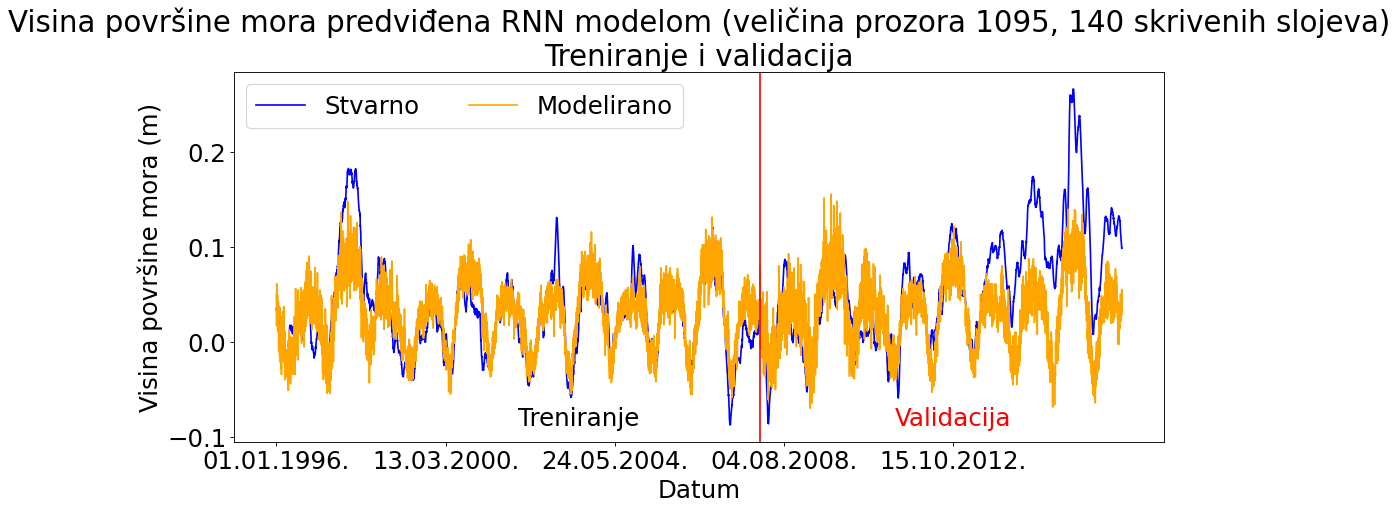 Visina površine mora predviđena RNN modelom (veličina prozora 1095, 140 skrivenih slojeva)
Treniranje i validacija
Stvarno
Modelirano
Visina površine mora (m)
0.2
0.1
0.0
−0.1
Treniranje
Validacija
01.01.1996.
13.03.2000.
24.05.2004.
04.08.2008.
15.10.2012.
Datum